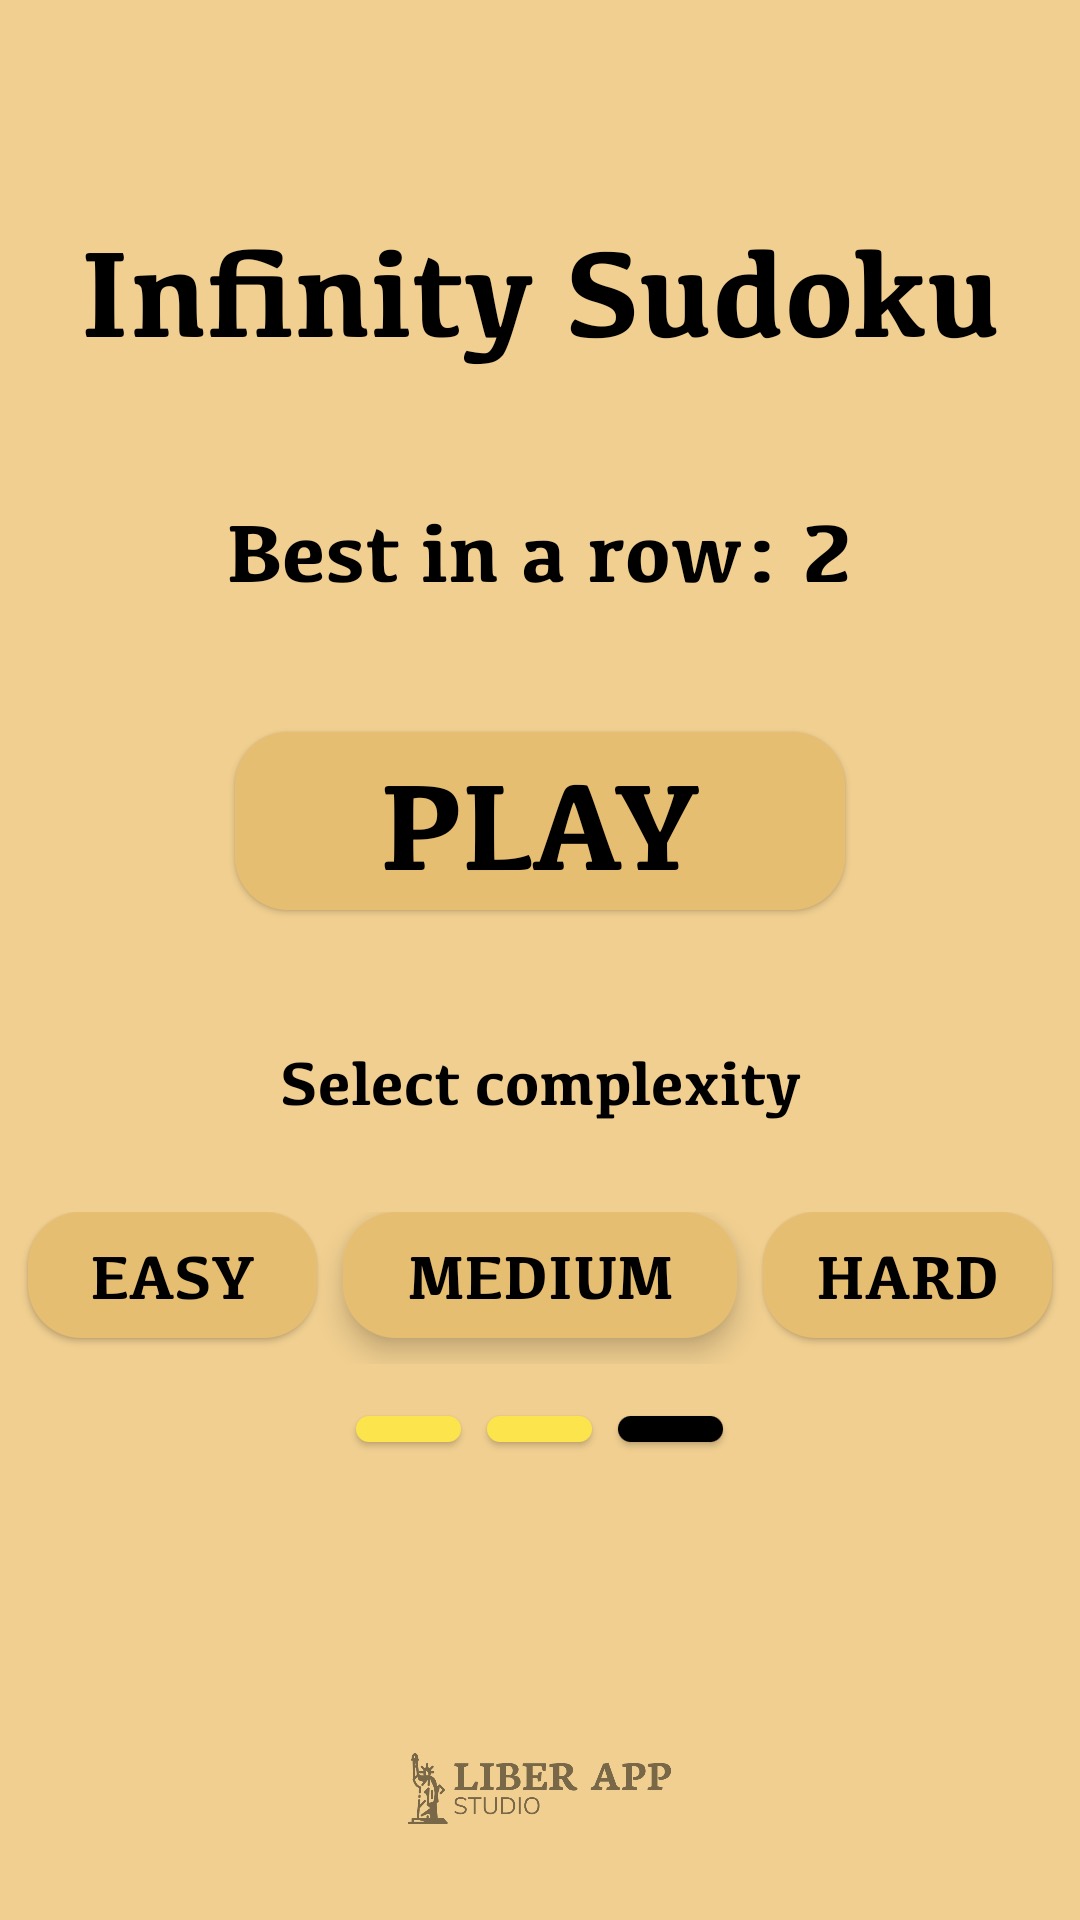 Infinity Sudoku
Best in a row: 2
PLAY
Select complexity
EASY MEDIUM HARD
LIBER APP
STUDIO